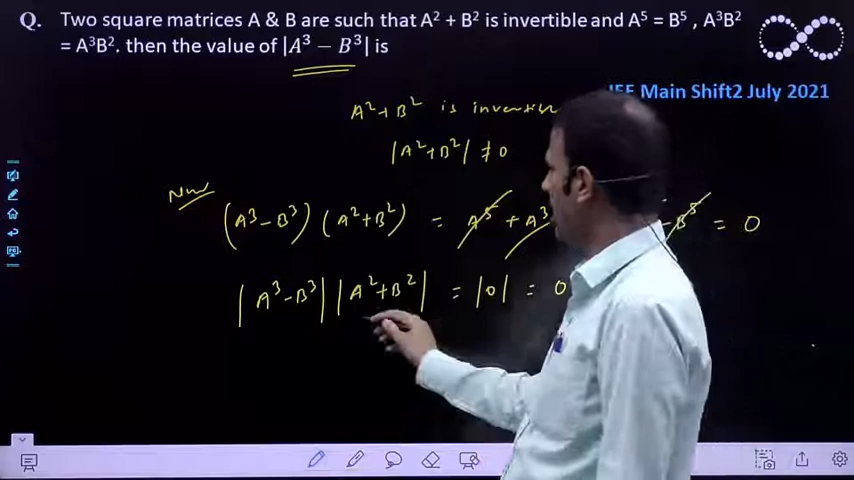 Q. Two square matrices A & B are such that A² + B² is invertible and A⁵ = B⁵ , A³B²
= A³B². then the value of |A³ − B³| is
JEE Main Shift2 July 2021
A²+B² is
|A²+B²| ≠ 0
Now (A³−B³)(A²+B²) = A⁵ + A³ − B⁵ = 0
|A³−B³||A²+B²| = |0| = 0